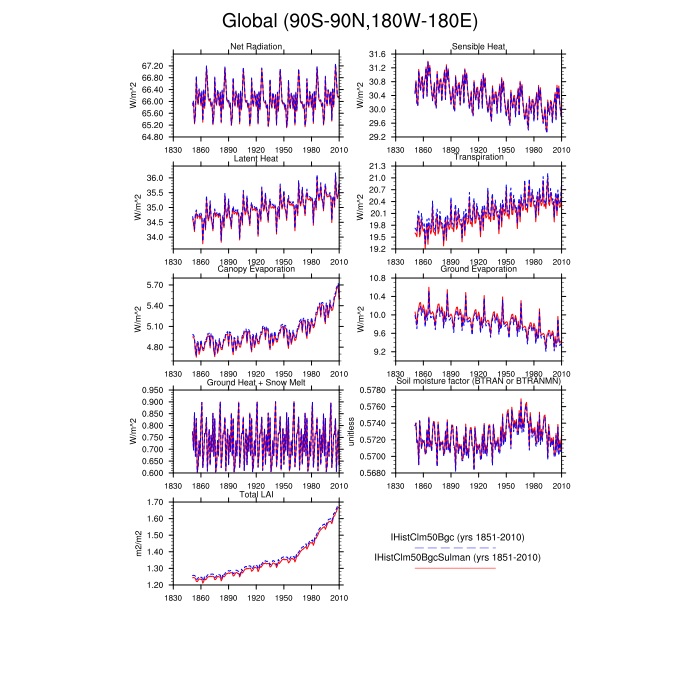 Global (90S-90N,180W-180E)
Net Radiation
Sensible Heat
67.20
66.80
66.40
66.00
65.60
65.20
64.80
W/m^2
1830 1860 1890 1920 1950 1980 2010
31.6
31.2
30.8
30.4
30.0
29.6
29.2
W/m^2
1830 1860 1890 1920 1950 1980 2010
Latent Heat
Transpiration
36.0
35.5
35.0
34.5
34.0
W/m^2
1830 1860 1890 1920 1950 1980 2010
21.3
21.0
20.7
20.4
20.1
19.8
19.5
19.2
W/m^2
1830 1860 1890 1920 1950 1980 2010
Canopy Evaporation
Ground Evaporation
5.70
5.40
5.10
4.80
W/m^2
1830 1860 1890 1920 1950 1980 2010
10.8
10.4
10.0
9.6
9.2
W/m^2
1830 1860 1890 1920 1950 1980 2010
Ground Heat + Snow Melt
Soil moisture factor (BTRAN or BTRANMN)
0.950
0.900
0.850
0.800
0.750
0.700
0.650
0.600
W/m^2
1830 1860 1890 1920 1950 1980 2010
0.5780
0.5760
0.5740
0.5720
0.5700
0.5680
unitless
1830 1860 1890 1920 1950 1980 2010
Total LAI
1.70
1.60
1.50
1.40
1.30
1.20
m2/m2
1830 1860 1890 1920 1950 1980 2010
IHistClm50Bgc (yrs 1851-2010)
IHistClm50BgcSulman (yrs 1851-2010)